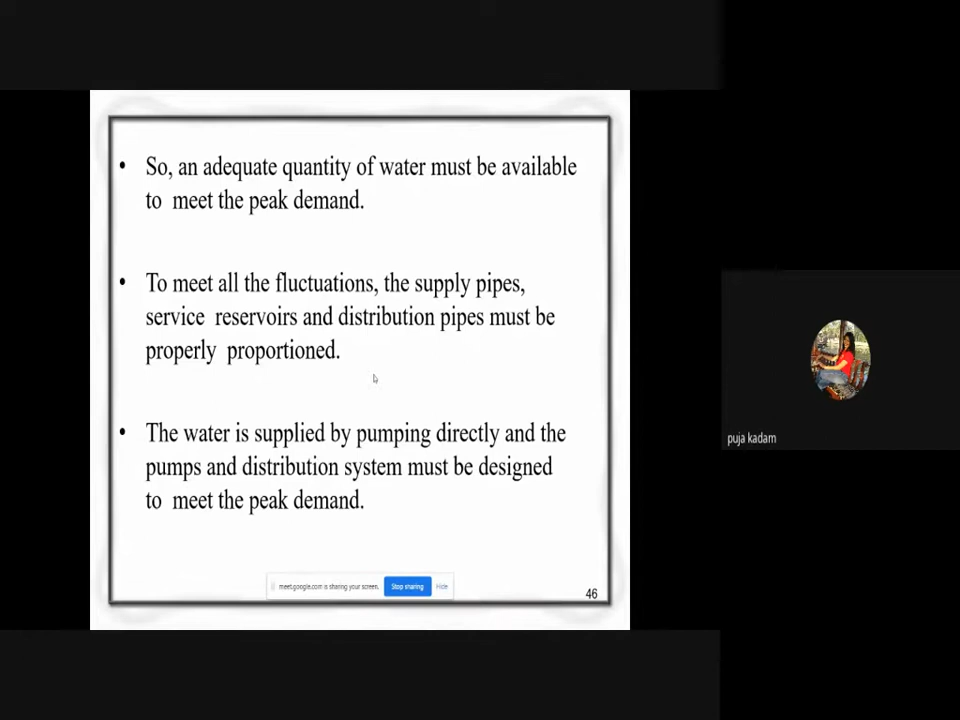 • So, an adequate quantity of water must be available
to meet the peak demand.
• To meet all the fluctuations, the supply pipes,
service reservoirs and distribution pipes must be
properly proportioned.
• The water is supplied by pumping directly and the
pumps and distribution system must be designed
to meet the peak demand.
meet.google.com is sharing your screen. Stop sharing Hide
46
puja kadam